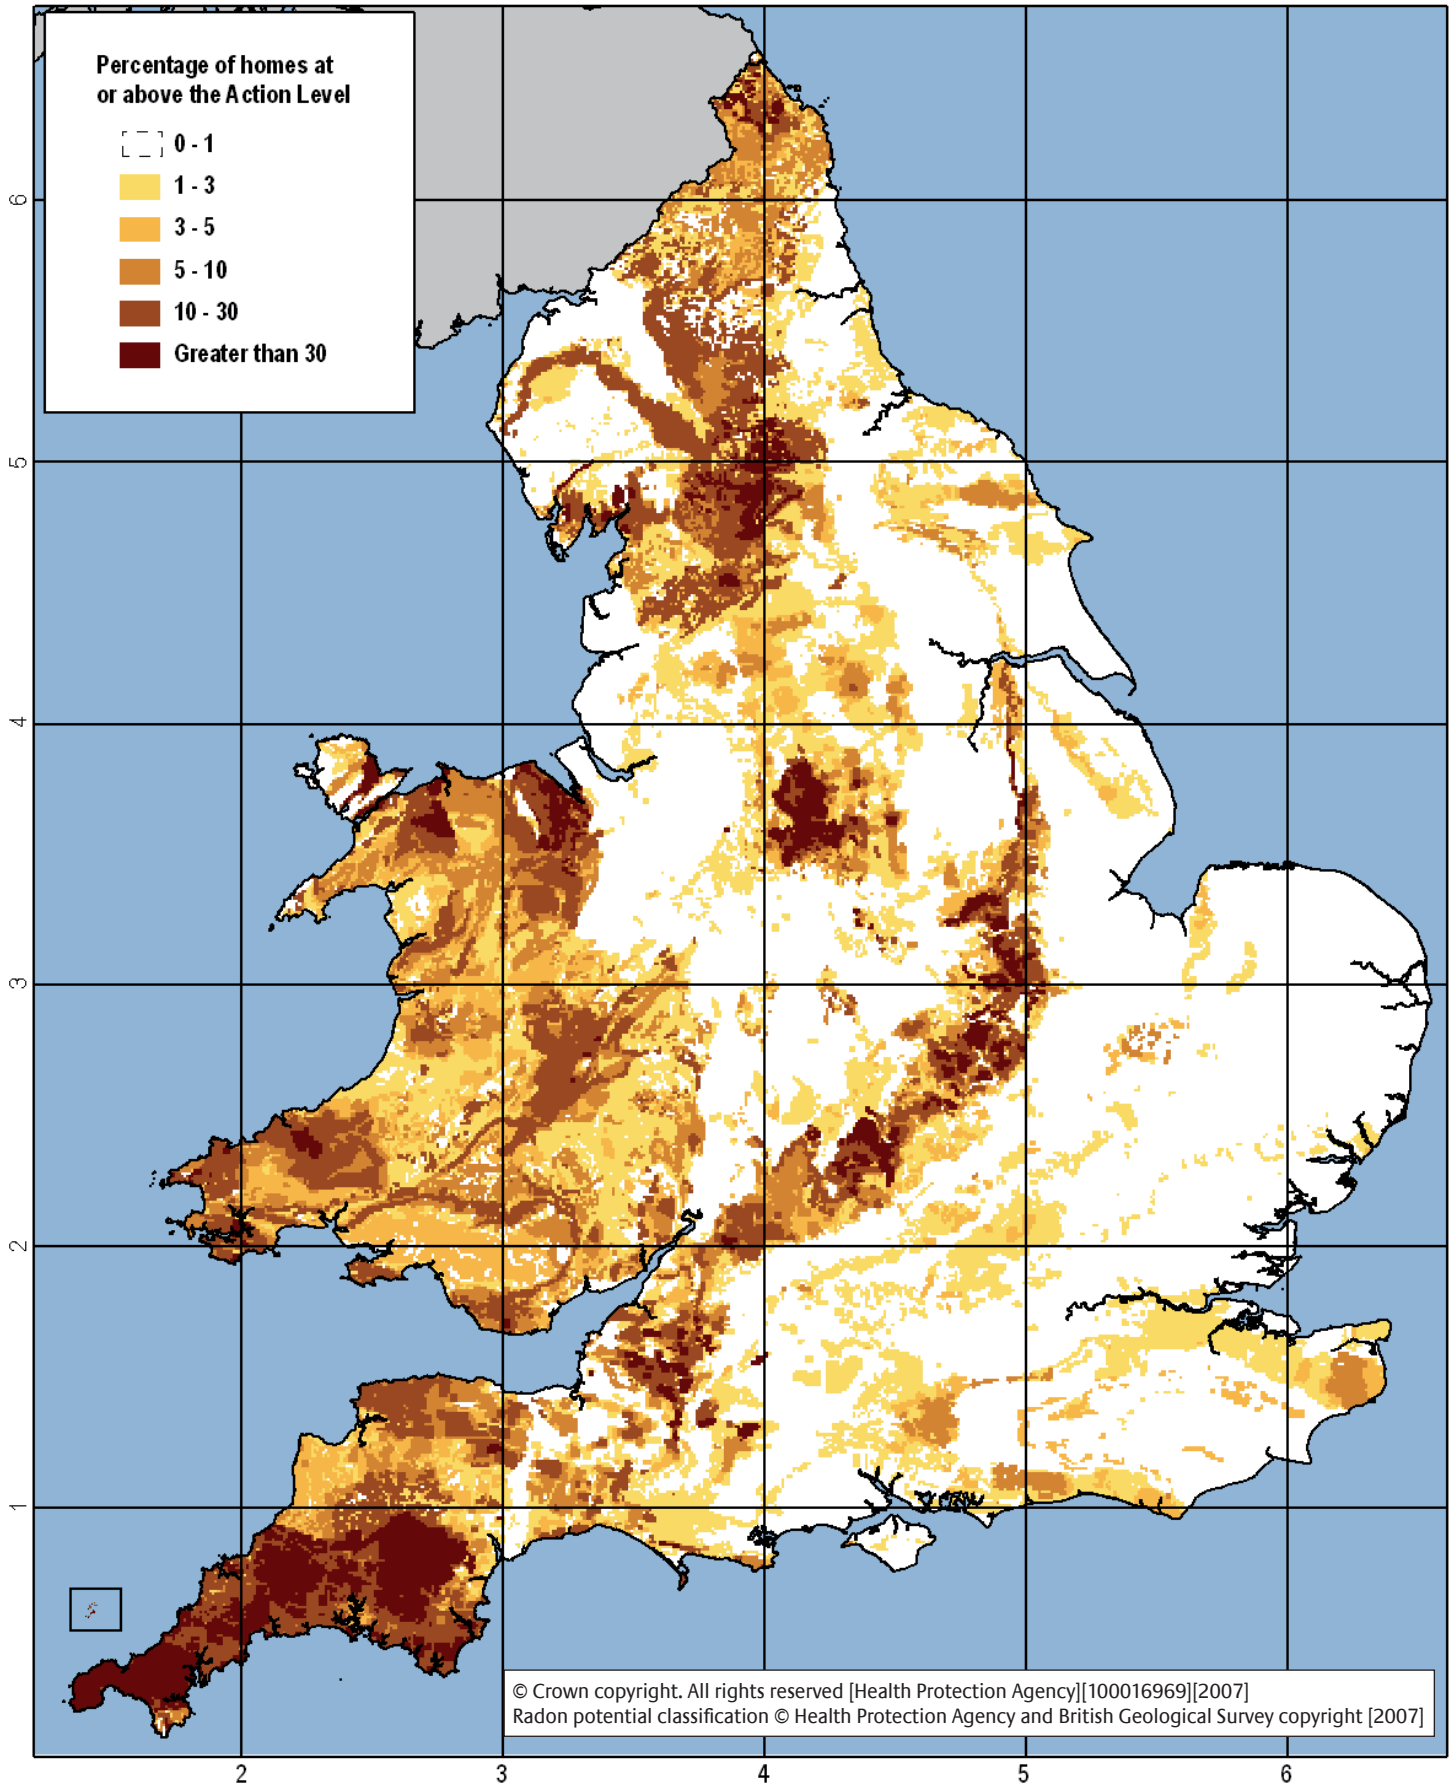 Percentage of homes at
or above the Action Level
0 - 1
1 - 3
3 - 5
5 - 10
10 - 30
Greater than 30
6
5
4
3
2
1
© Crown copyright. All rights reserved [Health Protection Agency][100016969][2007]
Radon potential classification © Health Protection Agency and British Geological Survey copyright [2007]
2
3
4
5
6